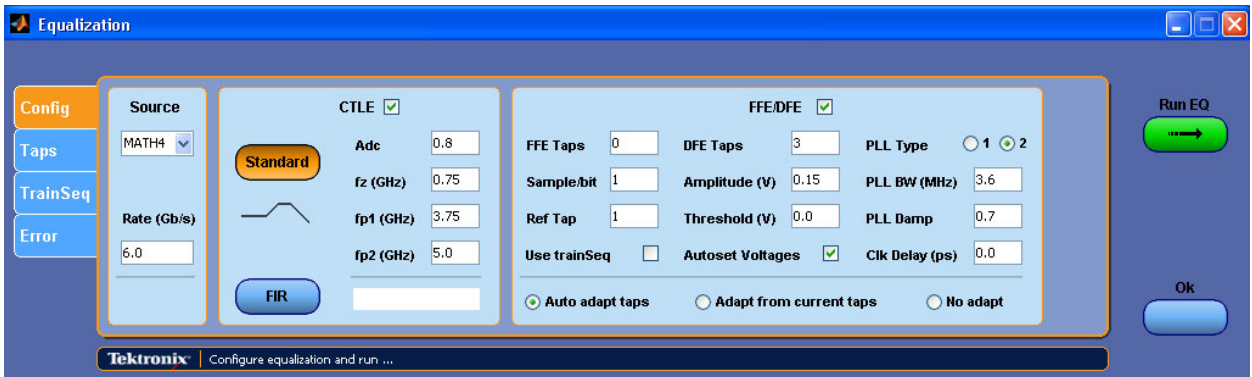 Equalization
Config
Taps
TrainSeq
Error
Source
MATH4
Rate (Gb/s)
6.0
CTLE
Standard
FIR
Adc 0.8
fz (GHz) 0.75
fp1 (GHz) 3.75
fp2 (GHz) 5.0
FFE/DFE
FFE Taps 0 DFE Taps 3 PLL Type 1 2
Sample/bit 1 Amplitude (V) 0.15 PLL BW (MHz) 3.6
Ref Tap 1 Threshold (V) 0.0 PLL Damp 0.7
Use trainSeq Autoset Voltages Clk Delay (ps) 0.0
Auto adapt taps Adapt from current taps No adapt
Run EQ
Ok
Tektronix Configure equalization and run ...